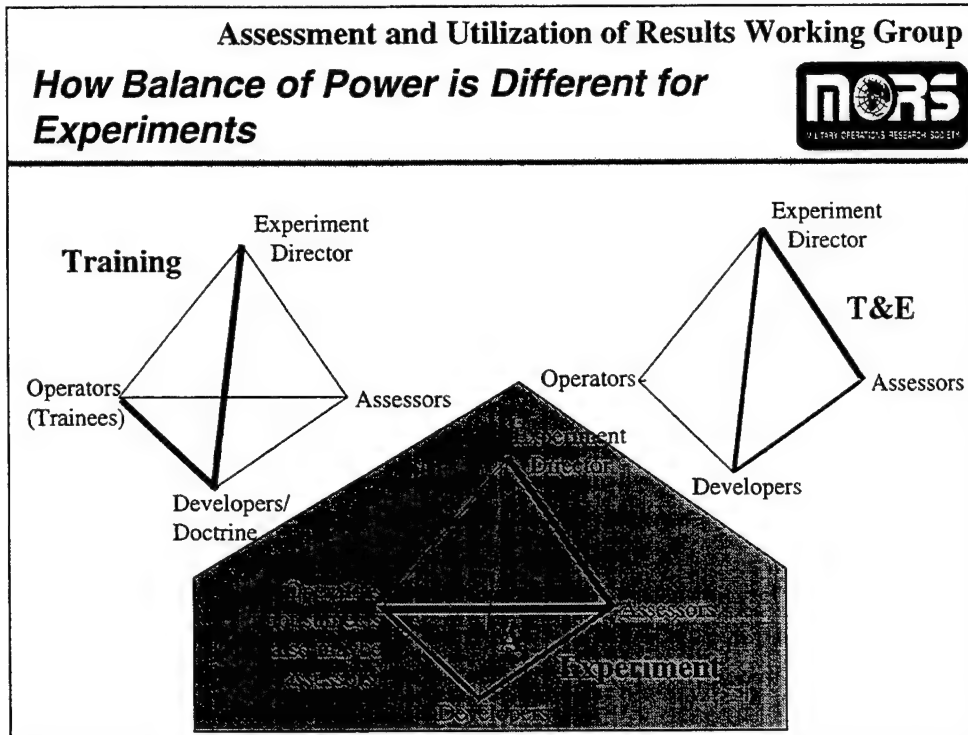 Assessment and Utilization of Results Working Group
How Balance of Power is Different for
Experiments
MORS
MILITARY OPERATIONS RESEARCH SOCIETY
Training
Experiment
Director
Operators
(Trainees)
Assessors
Developers/
Doctrine
Experiment
Director
T&E
Operators
Assessors
Developers
Experiment
Director
Assessors
Experiment
Developers